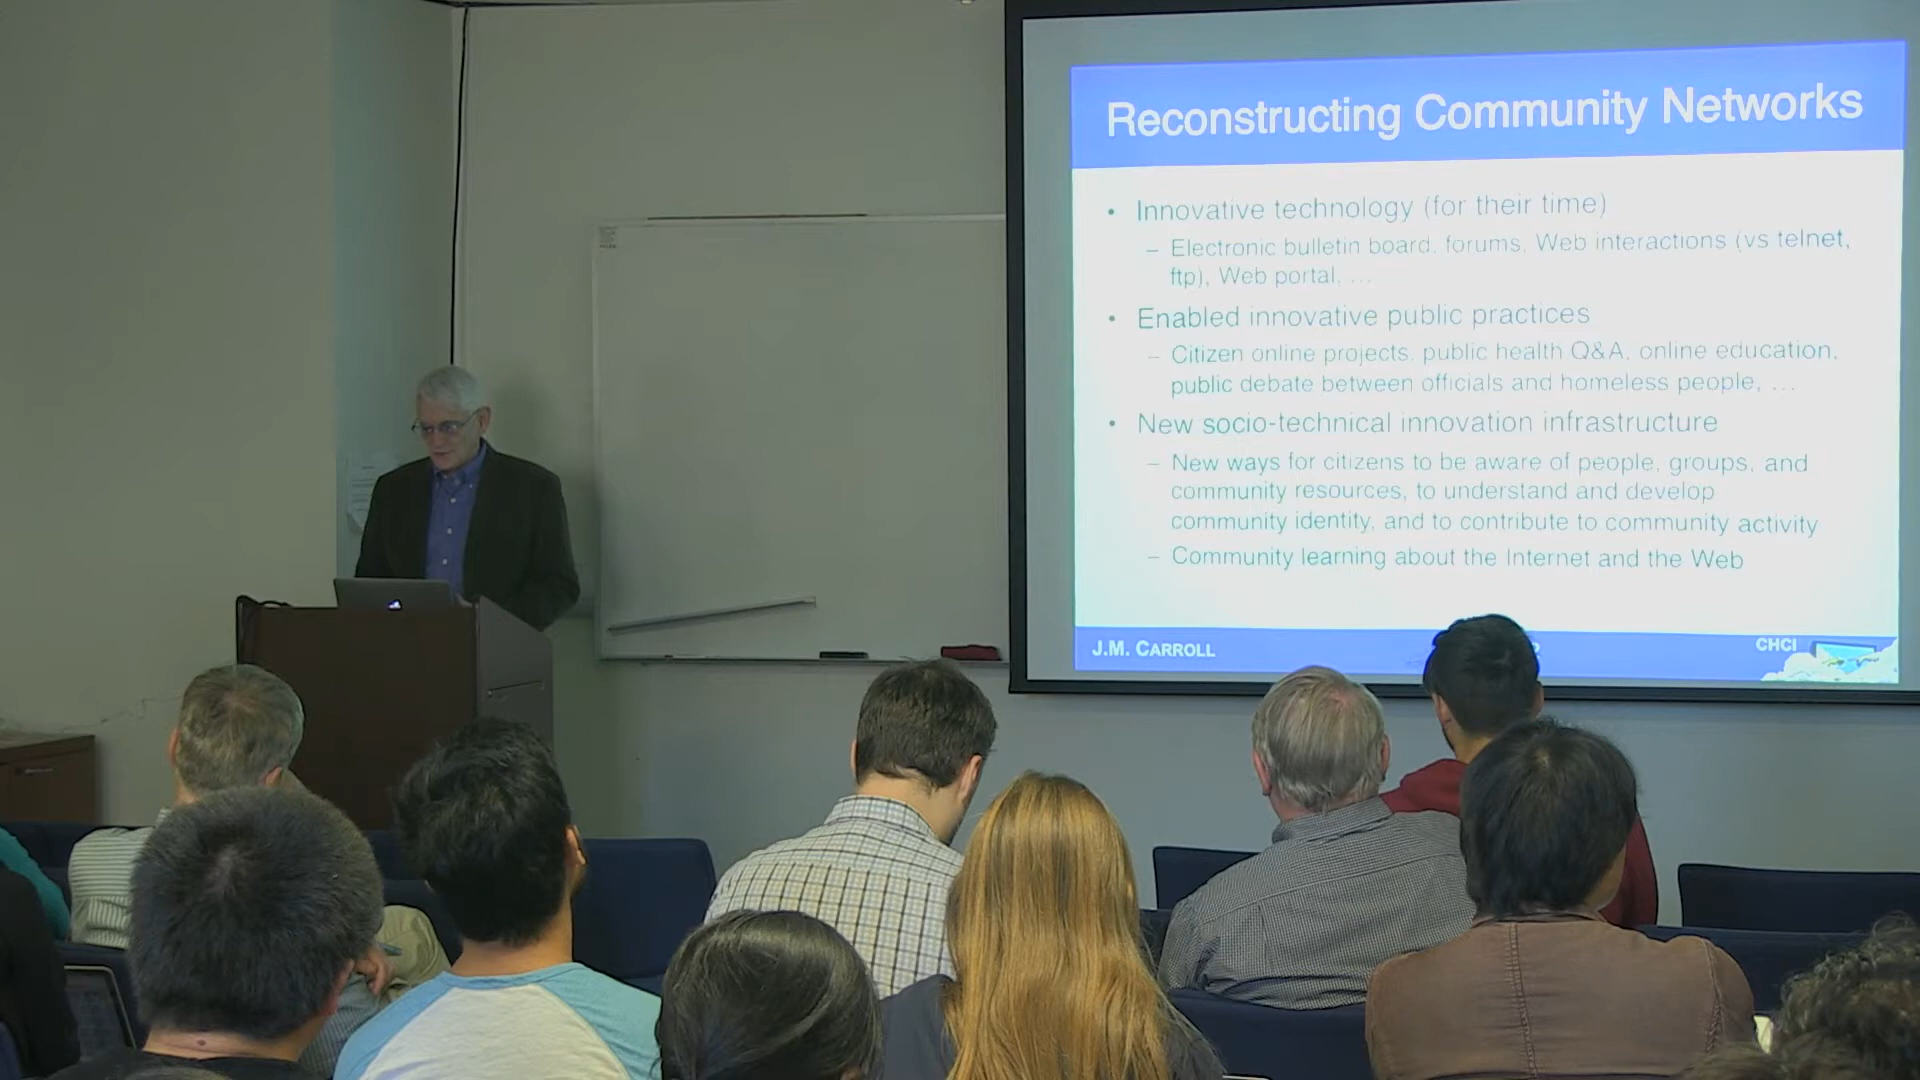 Reconstructing Community Networks
• Innovative technology (for their time)
– Electronic bulletin board, forums, Web interactions (vs telnet,
ftp), Web portal, …
• Enabled innovative public practices
– Citizen online projects, public health Q&A, online education,
public debate between officials and homeless people, …
• New socio-technical innovation infrastructure
– New ways for citizens to be aware of people, groups, and
community resources, to understand and develop
community identity, and to contribute to community activity
– Community learning about the Internet and the Web
J.M. CARROLL
CHCI